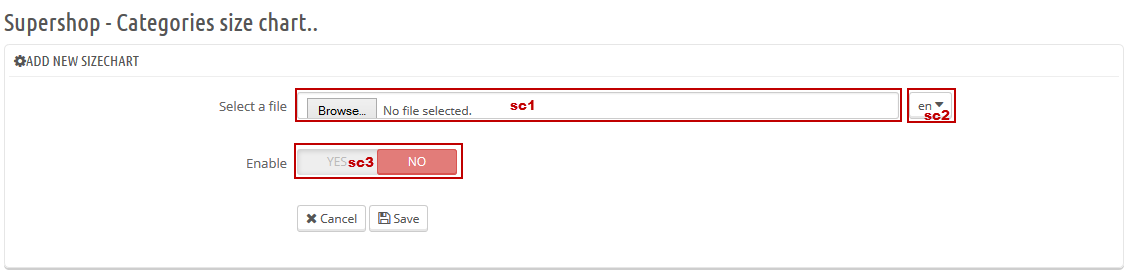 Supershop - Categories size chart..
ADD NEW SIZECHART
Select a file Browse... No file selected. sc1 en sc2
Enable YES sc3 NO
Cancel Save